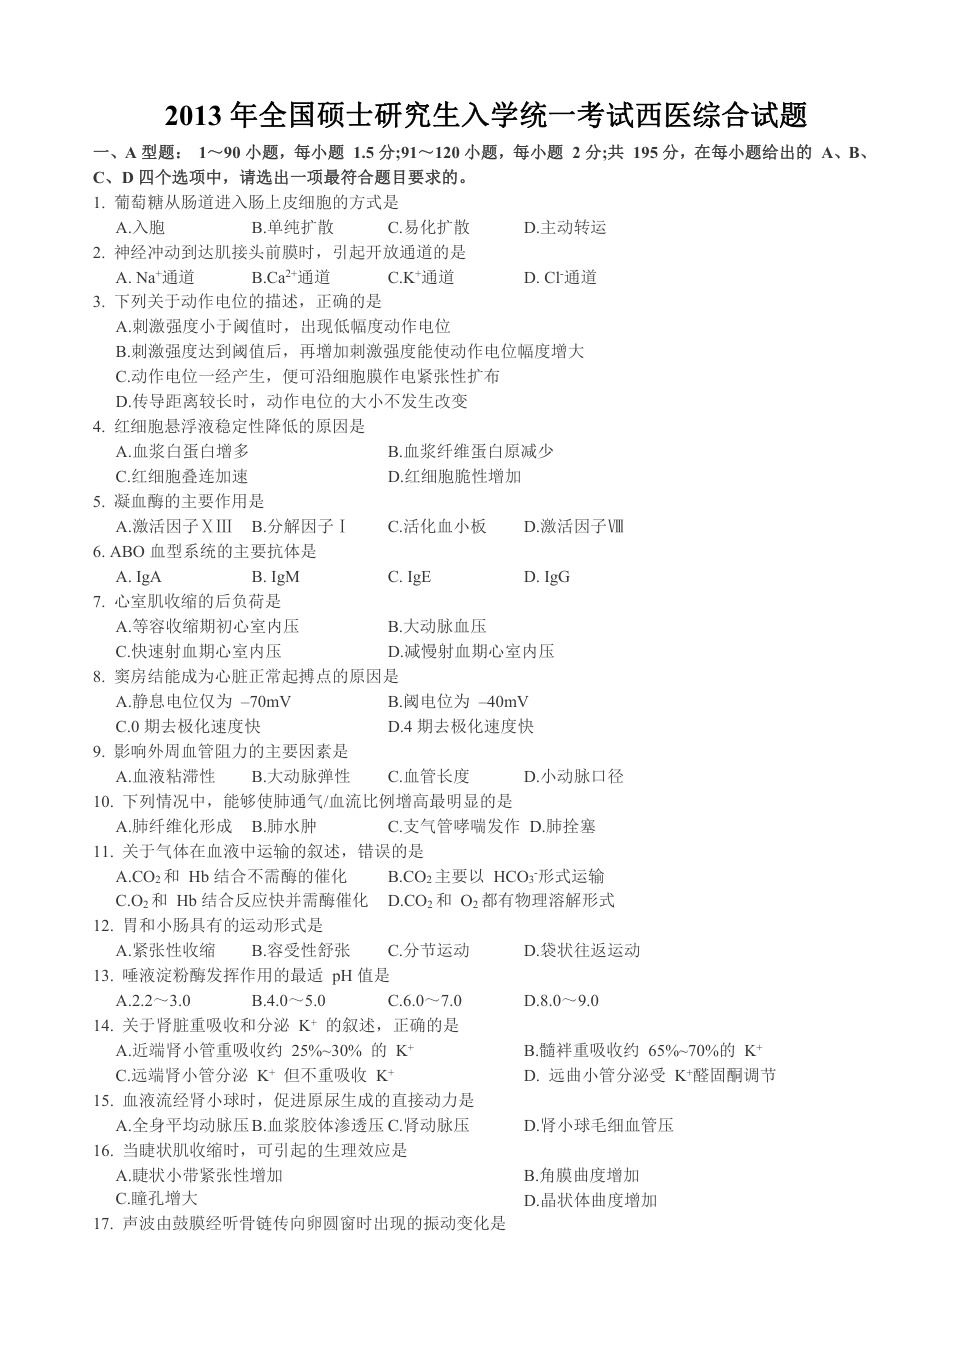 2013 年全国硕士研究生入学统一考试西医综合试题
一、A 型题： 1～90 小题，每小题 1.5 分;91～120 小题，每小题 2 分;共 195 分，在每小题给出的 A、B、
C、D 四个选项中，请选出一项最符合题目要求的。
1. 葡萄糖从肠道进入肠上皮细胞的方式是
A.入胞 B.单纯扩散 C.易化扩散 D.主动转运
2. 神经冲动到达肌接头前膜时，引起开放通道的是
A. Na⁺通道 B.Ca²⁺通道 C.K⁺通道 D. Cl⁻通道
3. 下列关于动作电位的描述，正确的是
A.刺激强度小于阈值时，出现低幅度动作电位
B.刺激强度达到阈值后，再增加刺激强度能使动作电位幅度增大
C.动作电位一经产生，便可沿细胞膜作电紧张性扩布
D.传导距离较长时，动作电位的大小不发生改变
4. 红细胞悬浮液稳定性降低的原因是
A.血浆白蛋白增多 B.血浆纤维蛋白原减少
C.红细胞叠连加速 D.红细胞脆性增加
5. 凝血酶的主要作用是
A.激活因子ⅩⅢ B.分解因子Ⅰ C.活化血小板 D.激活因子Ⅷ
6. ABO 血型系统的主要抗体是
A. IgA B. IgM C. IgE D. IgG
7. 心室肌收缩的后负荷是
A.等容收缩期初心室内压 B.大动脉血压
C.快速射血期心室内压 D.减慢射血期心室内压
8. 窦房结能成为心脏正常起搏点的原因是
A.静息电位仅为 –70mV B.阈电位为 –40mV
C.0 期去极化速度快 D.4 期去极化速度快
9. 影响外周血管阻力的主要因素是
A.血液粘滞性 B.大动脉弹性 C.血管长度 D.小动脉口径
10. 下列情况中，能够使肺通气/血流比例增高最明显的是
A.肺纤维化形成 B.肺水肿 C.支气管哮喘发作 D.肺拴塞
11. 关于气体在血液中运输的叙述，错误的是
A.CO₂和 Hb 结合不需酶的催化 B.CO₂主要以 HCO₃⁻形式运输
C.O₂和 Hb 结合反应快并需酶催化 D.CO₂和 O₂都有物理溶解形式
12. 胃和小肠具有的运动形式是
A.紧张性收缩 B.容受性舒张 C.分节运动 D.袋状往返运动
13. 唾液淀粉酶发挥作用的最适 pH 值是
A.2.2～3.0 B.4.0～5.0 C.6.0～7.0 D.8.0～9.0
14. 关于肾脏重吸收和分泌 K⁺ 的叙述，正确的是
A.近端肾小管重吸收约 25%~30% 的 K⁺ B.髓袢重吸收约 65%~70%的 K⁺
C.远端肾小管分泌 K⁺ 但不重吸收 K⁺ D. 远曲小管分泌受 K⁺醛固酮调节
15. 血液流经肾小球时，促进原尿生成的直接动力是
A.全身平均动脉压 B.血浆胶体渗透压 C.肾动脉压 D.肾小球毛细血管压
16. 当睫状肌收缩时，可引起的生理效应是
A.睫状小带紧张性增加 B.角膜曲度增加
C.瞳孔增大 D.晶状体曲度增加
17. 声波由鼓膜经听骨链传向卵圆窗时出现的振动变化是